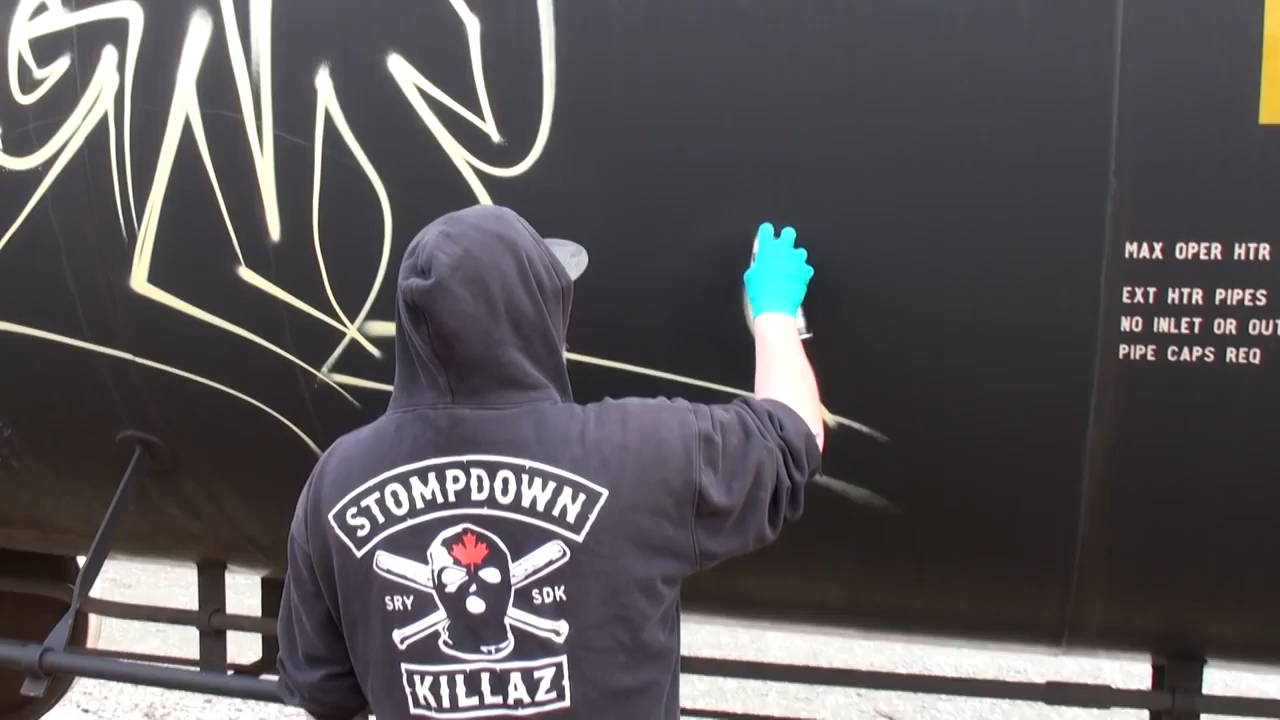 MAX OPER HTR
EXT HTR PIPES
NO INLET OR OUT
PIPE CAPS REQ
STOMPDOWN
SRY SDK
KILLAZ